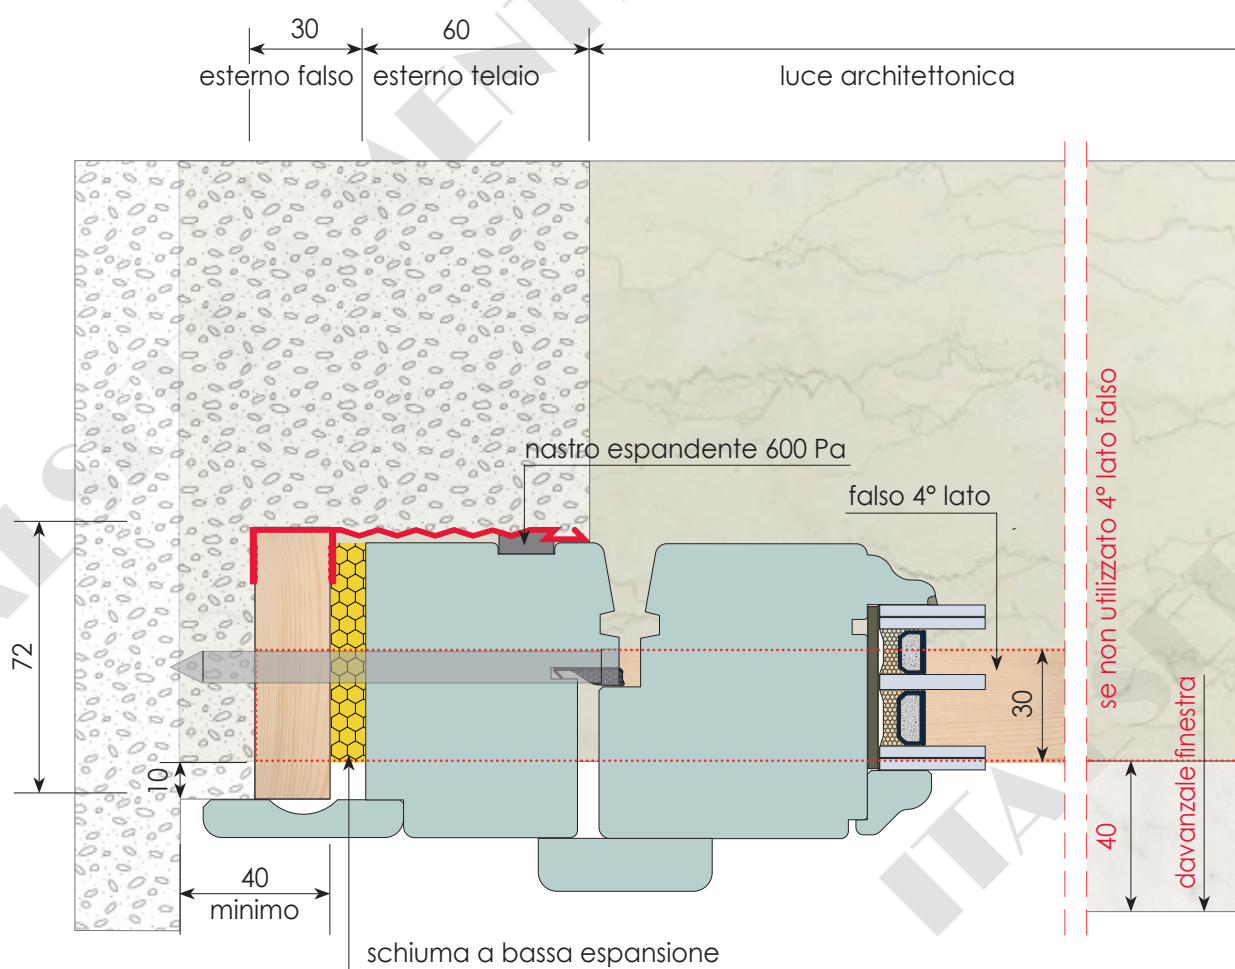 30
60
esterno falso
esterno telaio
luce architettonica
nastro espandente 600 Pa
falso 4° lato
se non utilizzato 4° lato falso
72
30
10
davanzale finestra
40
40
minimo
schiuma a bassa espansione